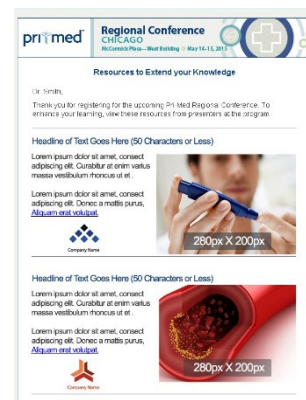 pri med
Regional Conference
CHICAGO
McCormick Place—West Building May 14-15, 2015
Resources to Extend your Knowledge
Dr. Smith,
Thank you for registering for the upcoming Pri-Med Regional Conference. To
enhance your learning, view these resources from presenters at the program.
Headline of Text Goes Here (50 Characters or Less)
Lorem ipsum dolor sit amet, consect
adipiscing elit. Curabitur at enim varius
massa vestibulum rhoncus ut et .
Lorem ipsum dolor sit amet, consect
adipiscing elit. Donec a mattis purus,
Aliquam erat volutpat.
Company Name
280px X 200px
Headline of Text Goes Here (50 Characters or Less)
Lorem ipsum dolor sit amet, consect
adipiscing elit. Curabitur at enim varius
massa vestibulum rhoncus ut et .
Lorem ipsum dolor sit amet, consect
adipiscing elit. Donec a mattis purus,
Aliquam erat volutpat.
Company Name
280px X 200px